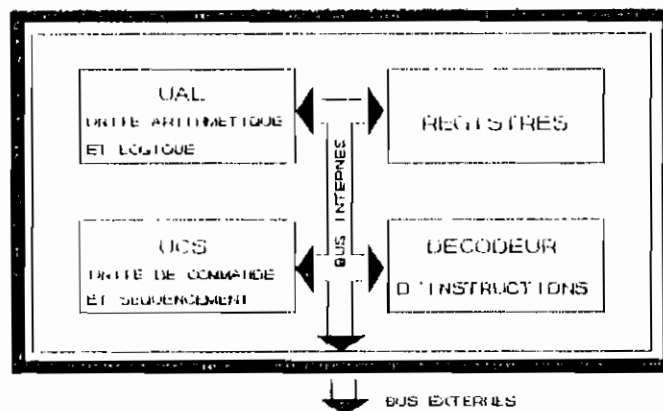 UAL
UNITE ARITHMETIQUE
ET LOGIQUE
REGISTRES
BUS INTERNES
UCS
UNITE DE COMMANDE
ET SEQUENCEMENT
DECODEUR
D'INSTRUCTIONS
BUS EXTERNES